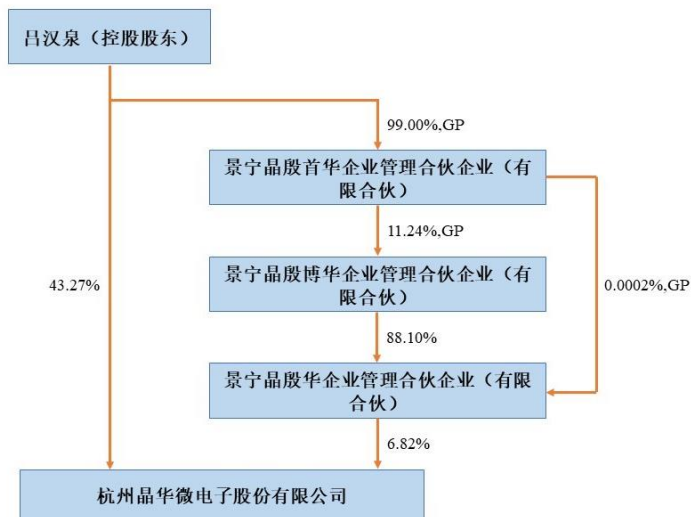 吕汉泉（控股股东）
99.00%,GP
景宁晶殷首华企业管理合伙企业（有
限合伙）
11.24%,GP
43.27%
景宁晶殷博华企业管理合伙企业（有
限合伙）
0.0002%,GP
88.10%
景宁晶殷华企业管理合伙企业（有限
合伙）
6.82%
杭州晶华微电子股份有限公司